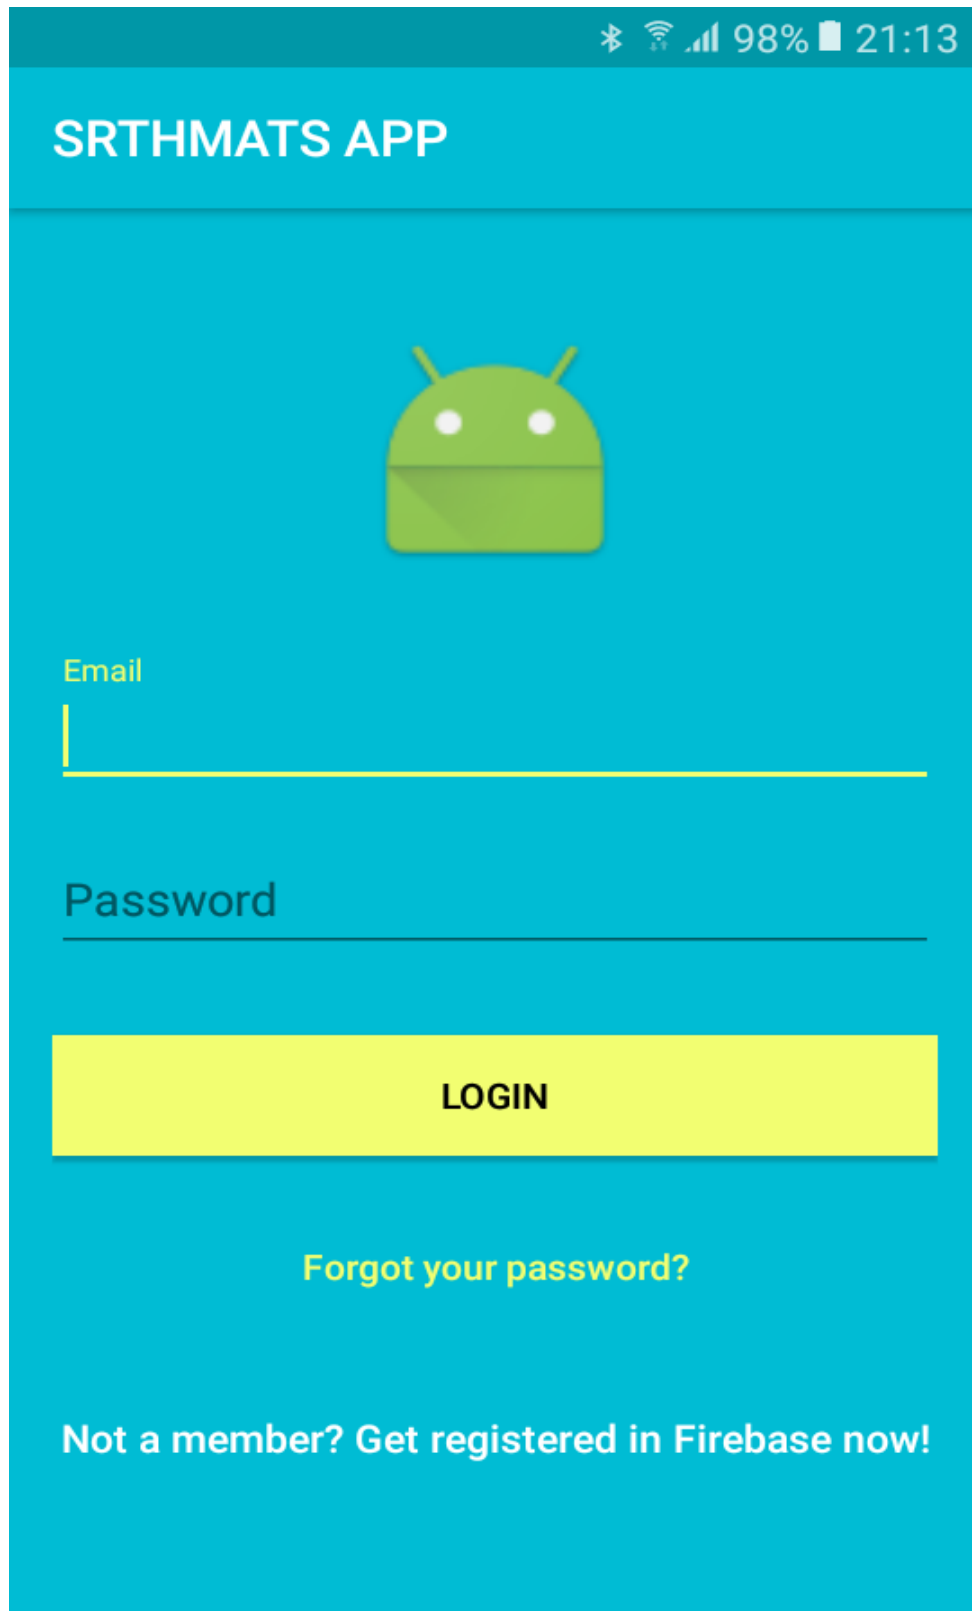 98% 21:13
SRTHMATS APP
Email
Password
LOGIN
Forgot your password?
Not a member? Get registered in Firebase now!